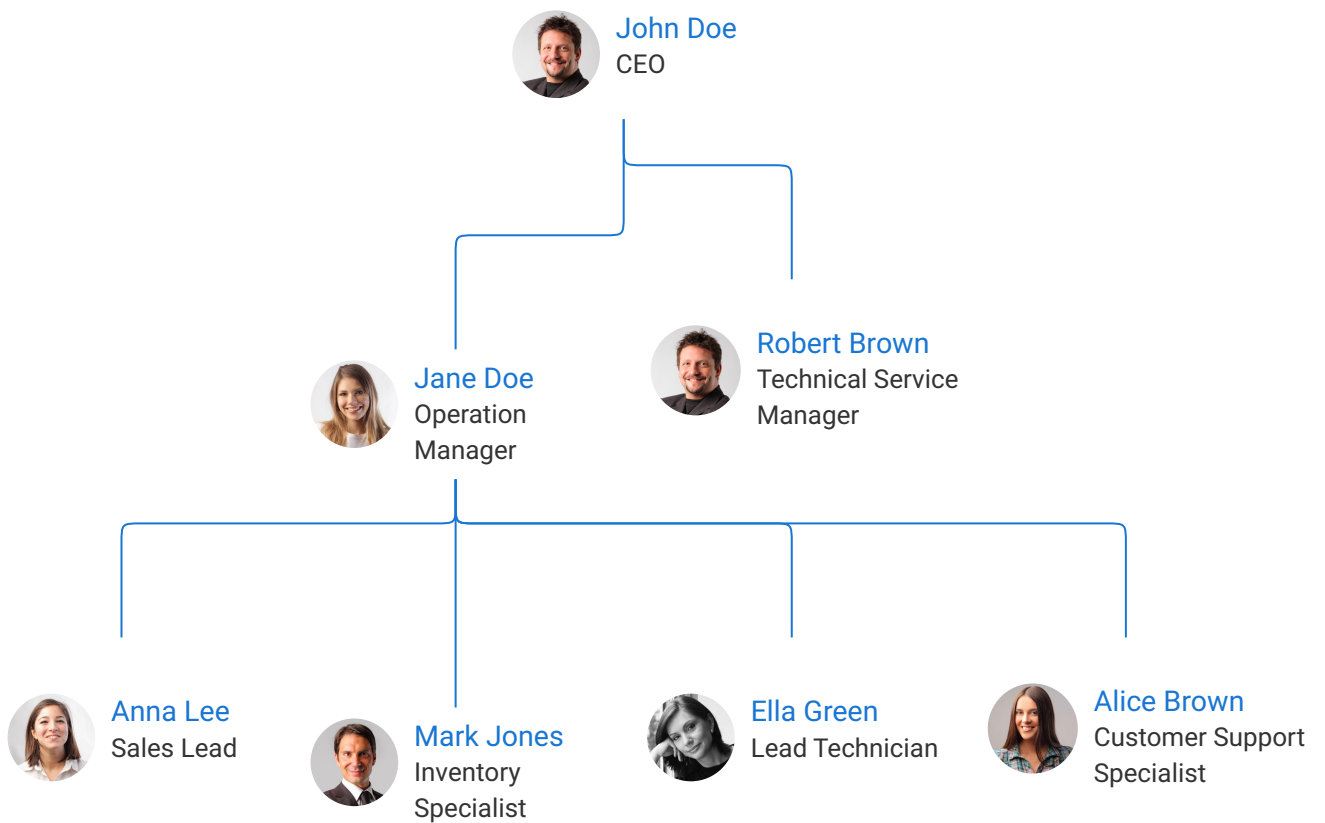 John Doe
CEO
Robert Brown
Technical Service
Manager
Jane Doe
Operation
Manager
Anna Lee
Sales Lead
Mark Jones
Inventory
Specialist
Ella Green
Lead Technician
Alice Brown
Customer Support
Specialist